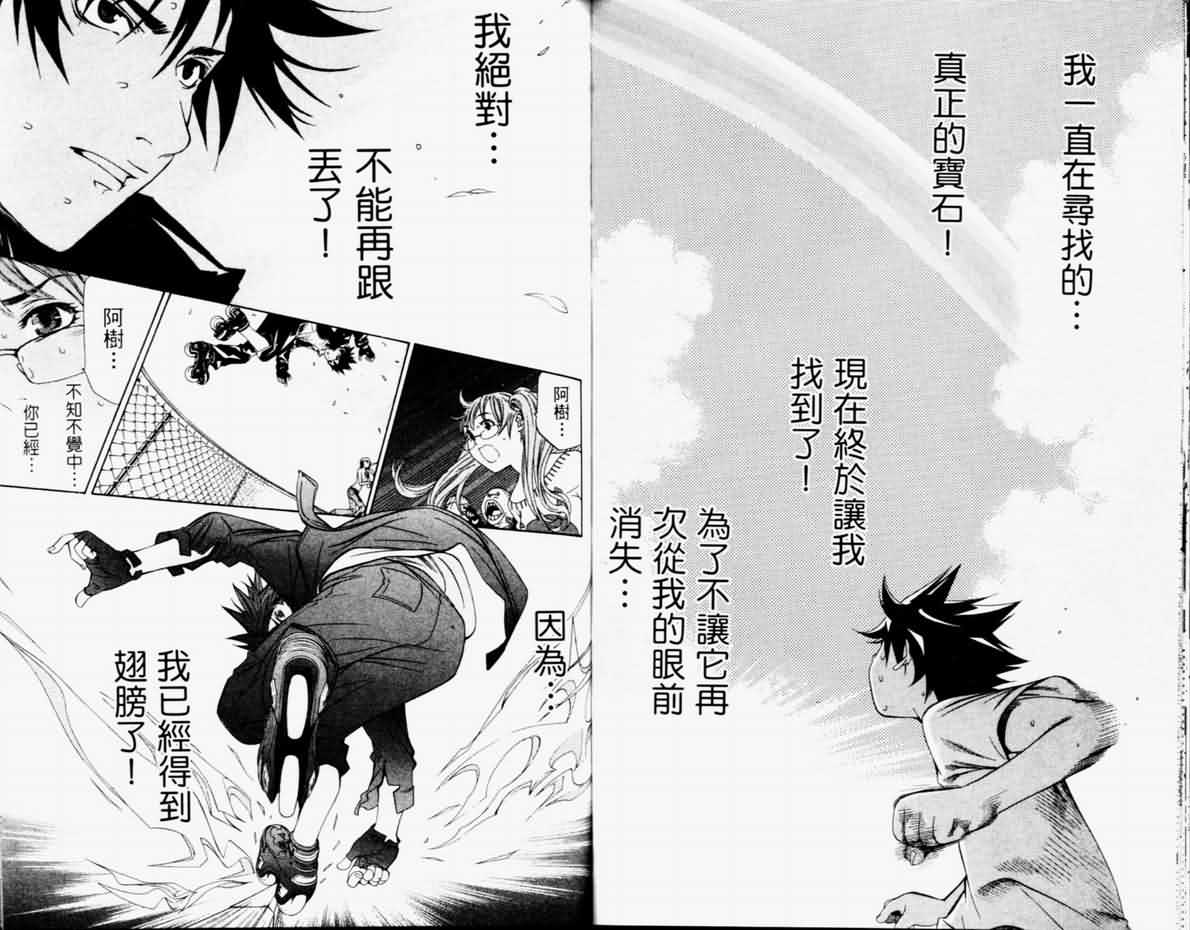 我一直在尋找的…
真正的寶石！
現在終於讓我
找到了！
為了不讓它再
次從我的眼前
消失…
我絕對…
不能再跟
丟了！
阿樹…
阿樹…
不知不覺中…
你已經…
因為…
我已經得到
翅膀了！